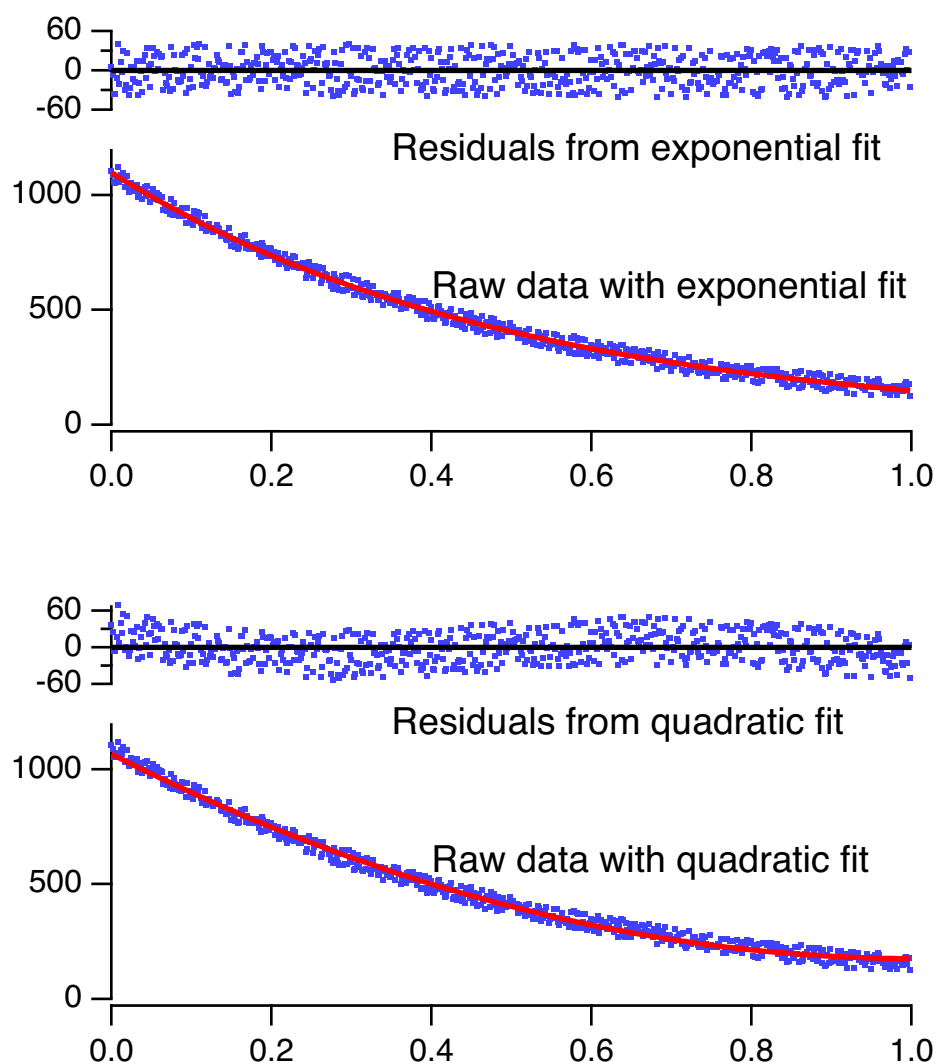 60
0
-60
Residuals from exponential fit
1000
Raw data with exponential fit
500
0
0.0 0.2 0.4 0.6 0.8 1.0
60
0
-60
Residuals from quadratic fit
1000
Raw data with quadratic fit
500
0
0.0 0.2 0.4 0.6 0.8 1.0